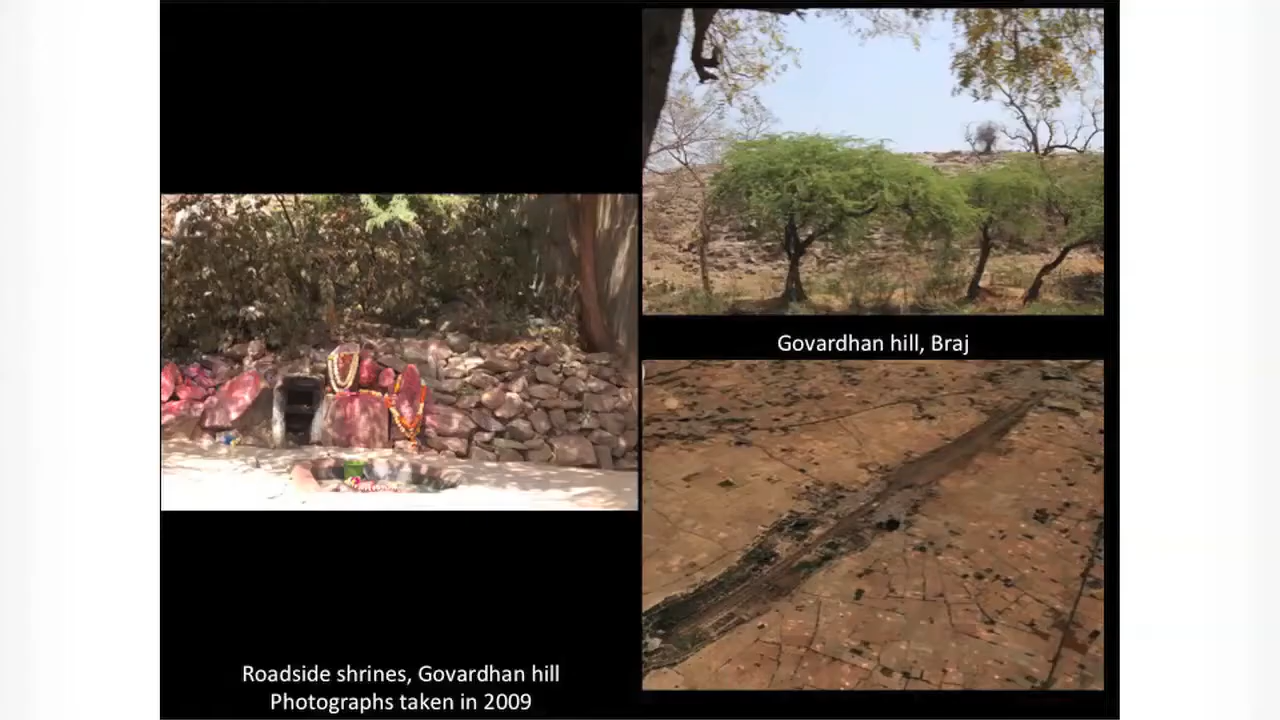 Govardhan hill, Braj
Roadside shrines, Govardhan hill
Photographs taken in 2009